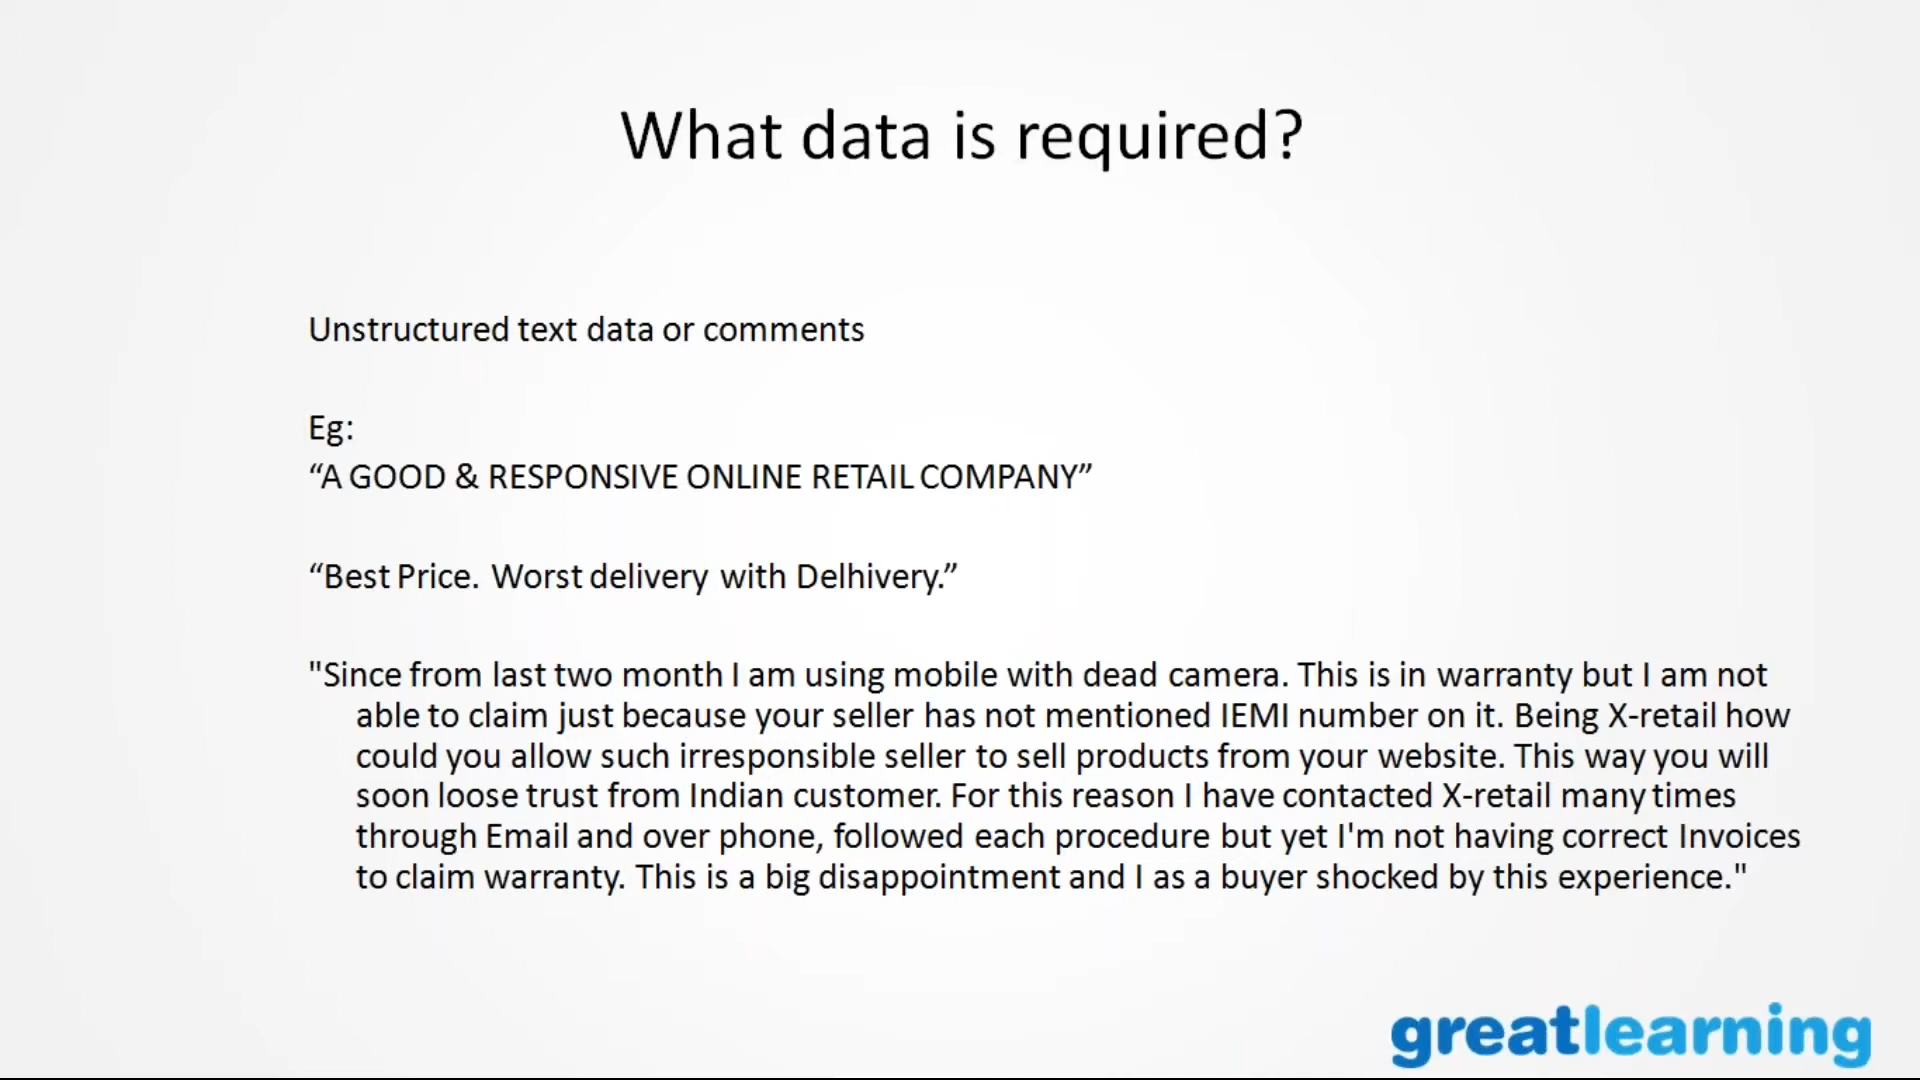 What data is required?
Unstructured text data or comments
Eg:
“A GOOD & RESPONSIVE ONLINE RETAIL COMPANY”
“Best Price. Worst delivery with Delhivery.”
"Since from last two month I am using mobile with dead camera. This is in warranty but I am not
able to claim just because your seller has not mentioned IEMI number on it. Being X-retail how
could you allow such irresponsible seller to sell products from your website. This way you will
soon loose trust from Indian customer. For this reason I have contacted X-retail many times
through Email and over phone, followed each procedure but yet I'm not having correct Invoices
to claim warranty. This is a big disappointment and I as a buyer shocked by this experience."
greatlearning